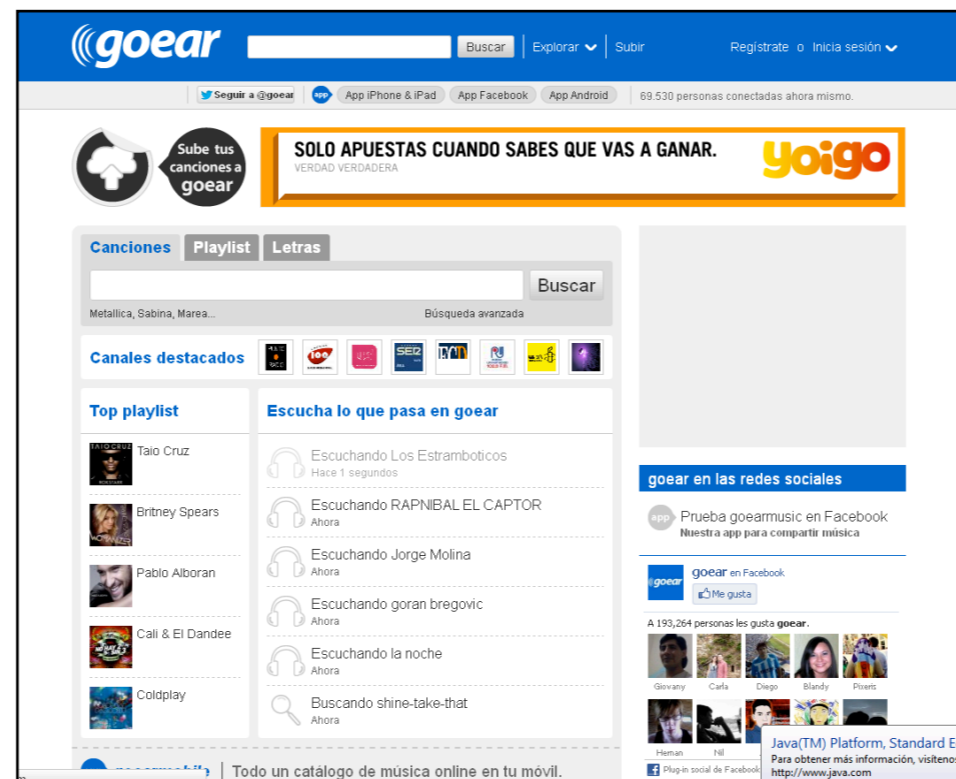 goear
Buscar
Explorar
Subir
Regístrate o Inicia sesión
Seguir a @goear
app
App iPhone & iPad
App Facebook
App Android
69.530 personas conectadas ahora mismo.
Sube tus
canciones a
goear
SOLO APUESTAS CUANDO SABES QUE VAS A GANAR.
VERDAD VERDADERA
yoigo
Canciones
Playlist
Letras
Buscar
Metallica, Sabina, Marea...
Búsqueda avanzada
Canales destacados
Top playlist
Taio Cruz
Britney Spears
Pablo Alboran
Cali & El Dandee
Coldplay
Escucha lo que pasa en goear
Escuchando Los Estramboticos
Hace 1 segundos
Escuchando RAPNIBAL EL CAPTOR
Ahora
Escuchando Jorge Molina
Ahora
Escuchando goran bregovic
Ahora
Escuchando la noche
Ahora
Buscando shine-take-that
Ahora
Todo un catálogo de música online en tu móvil.
goear en las redes sociales
app
Prueba goearmusic en Facebook
Nuestra app para compartir música
goear
goear en Facebook
Me gusta
A 193,264 personas les gusta goear.
Giovany
Carla
Diego
Blandy
Pixeris
Hernan
Nil
Plug-in social de Facebook
Java(TM) Platform, Standard E
Para obtener más información, visítenos
http://www.java.com